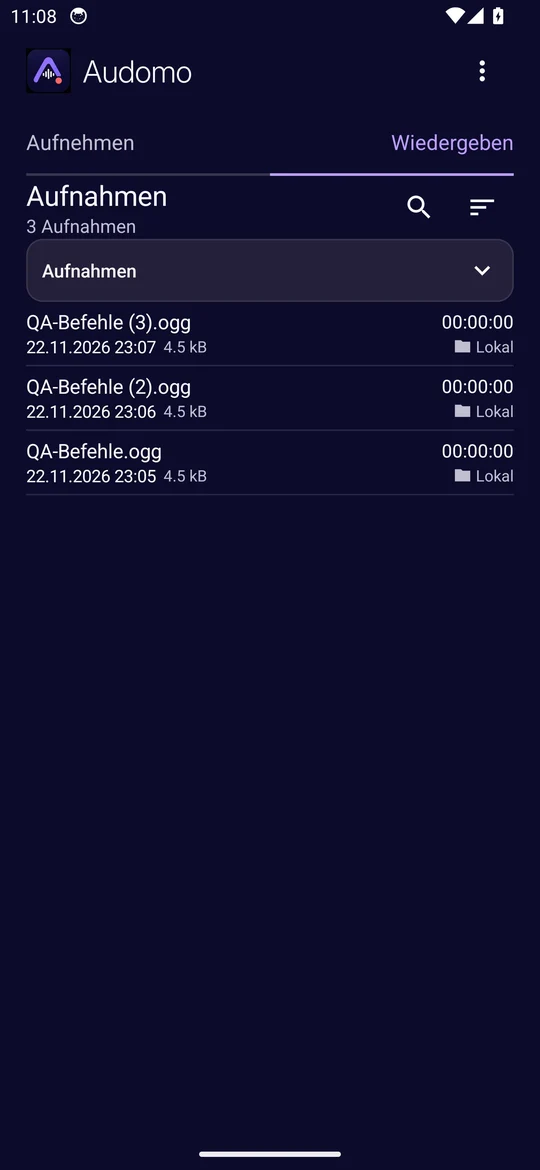 11:08
Audomo
Aufnehmen
Wiedergeben
Aufnahmen
3 Aufnahmen
Aufnahmen
QA-Befehle (3).ogg 00:00:00
22.11.2026 23:07 4.5 kB Lokal
QA-Befehle (2).ogg 00:00:00
22.11.2026 23:06 4.5 kB Lokal
QA-Befehle.ogg 00:00:00
22.11.2026 23:05 4.5 kB Lokal